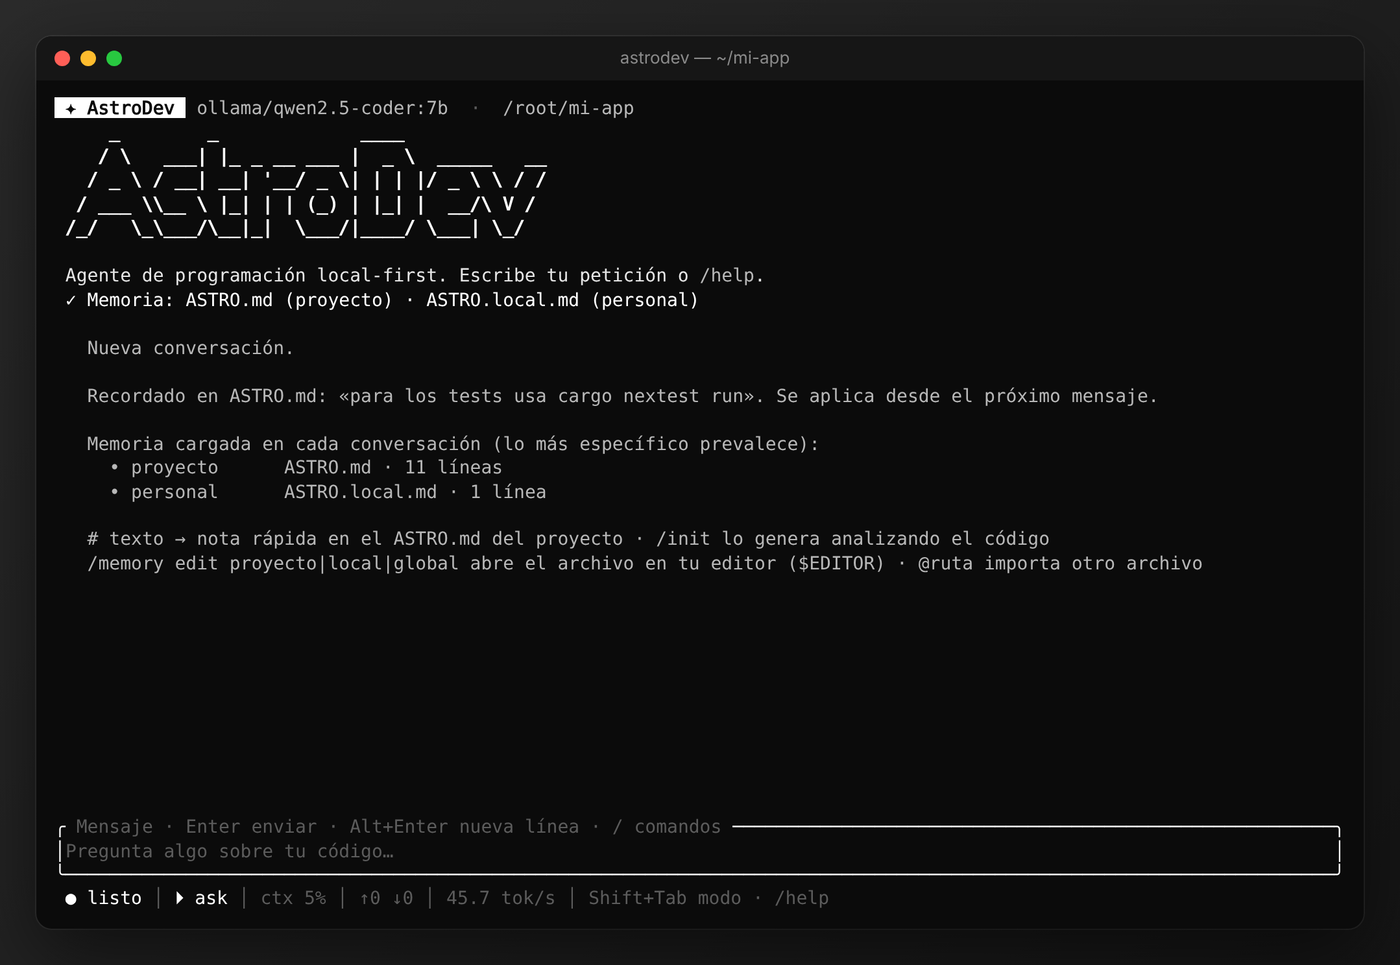 astrodev — ~/mi-app
✦ AstroDev ollama/qwen2.5-coder:7b · /root/mi-app
AstroDev
Agente de programación local-first. Escribe tu petición o /help.
✓ Memoria: ASTRO.md (proyecto) · ASTRO.local.md (personal)
Nueva conversación.
Recordado en ASTRO.md: «para los tests usa cargo nextest run». Se aplica desde el próximo mensaje.
Memoria cargada en cada conversación (lo más específico prevalece):
• proyecto ASTRO.md · 11 líneas
• personal ASTRO.local.md · 1 línea
# texto → nota rápida en el ASTRO.md del proyecto · /init lo genera analizando el código
/memory edit proyecto|local|global abre el archivo en tu editor ($EDITOR) · @ruta importa otro archivo
Mensaje · Enter enviar · Alt+Enter nueva línea · / comandos
Pregunta algo sobre tu código…
● listo │ ⏵ ask │ ctx 5% │ ↑0 ↓0 │ 45.7 tok/s │ Shift+Tab modo · /help